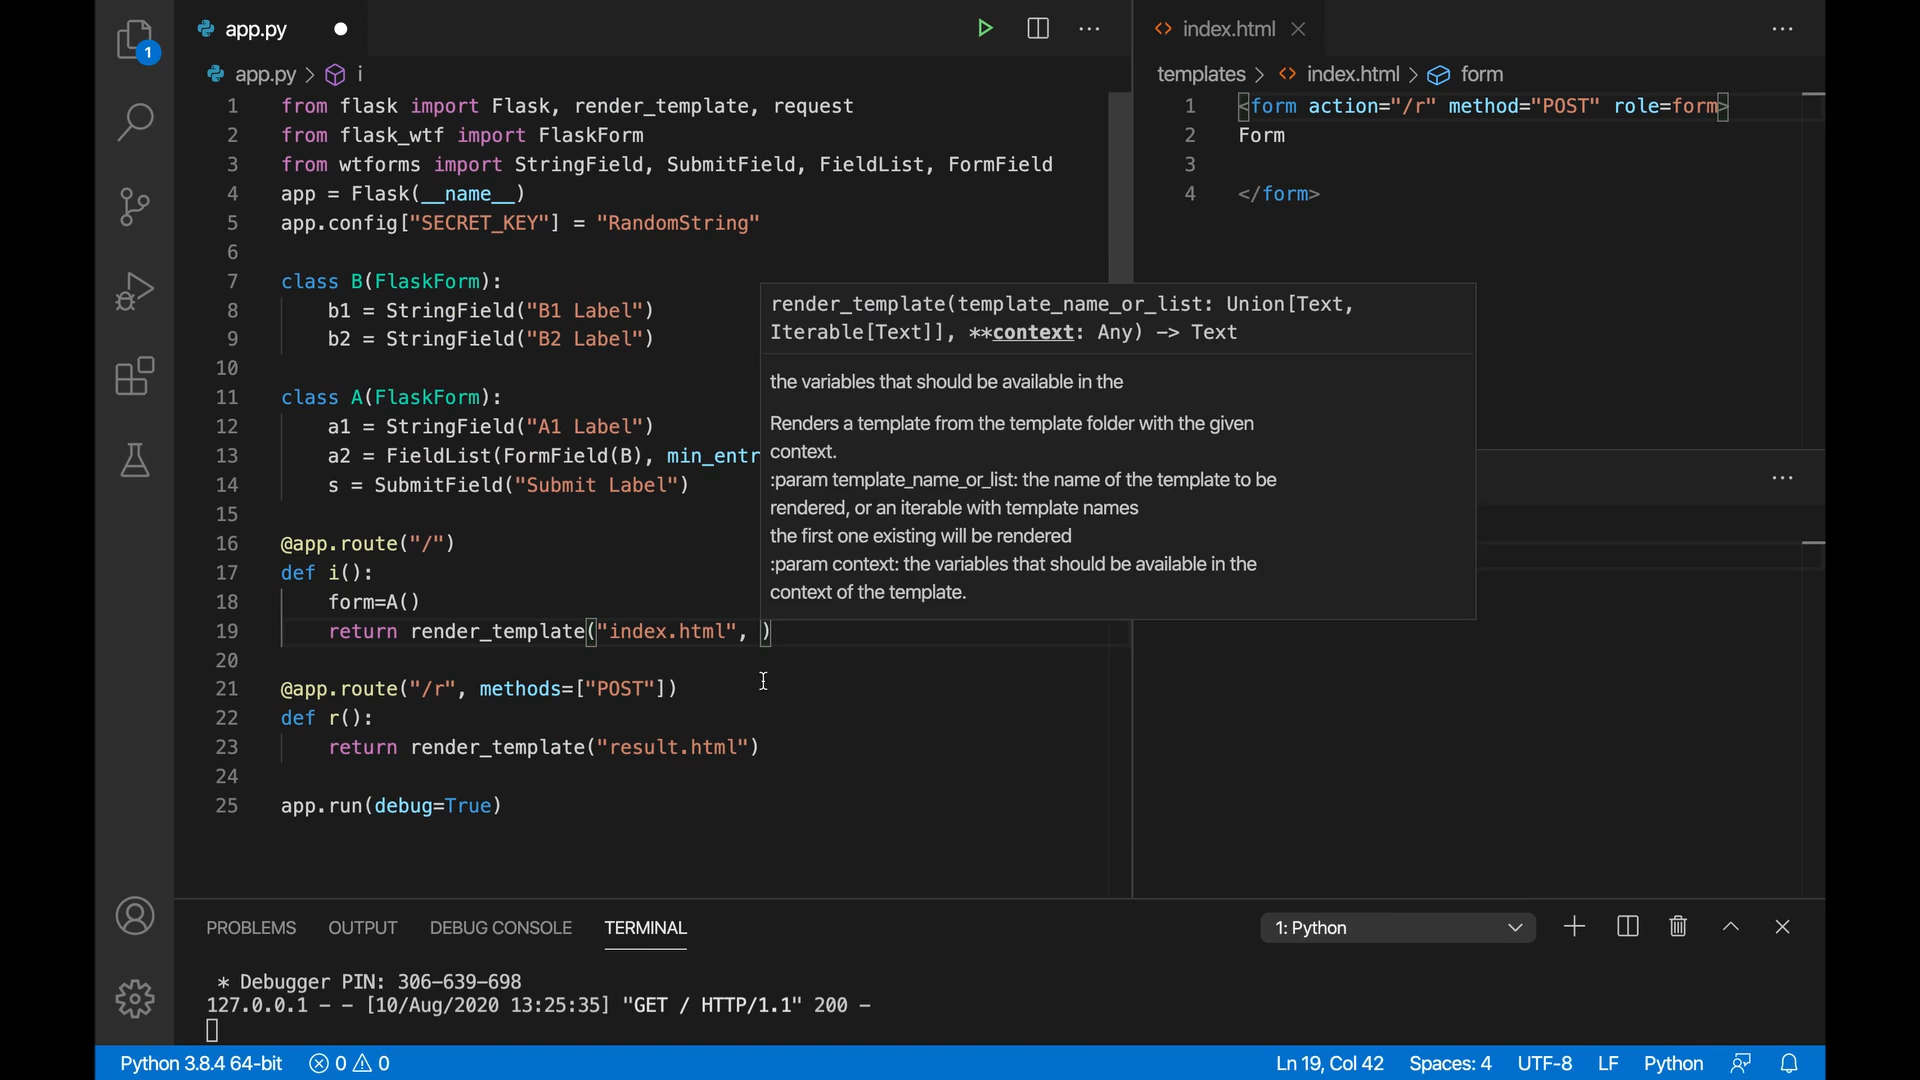 app.py
index.html
1
app.py > i
templates > index.html > form
1 from flask import Flask, render_template, request
2 from flask_wtf import FlaskForm
3 from wtforms import StringField, SubmitField, FieldList, FormField
4 app = Flask(__name__)
5 app.config["SECRET_KEY"] = "RandomString"
6
7 class B(FlaskForm):
8 b1 = StringField("B1 Label")
9 b2 = StringField("B2 Label")
10
11 class A(FlaskForm):
12 a1 = StringField("A1 Label")
13 a2 = FieldList(FormField(B), min_entr
14 s = SubmitField("Submit Label")
15
16 @app.route("/")
17 def i():
18 form=A()
19 return render_template("index.html", )
20
21 @app.route("/r", methods=["POST"])
22 def r():
23 return render_template("result.html")
24
25 app.run(debug=True)
1 <form action="/r" method="POST" role=form>
2 Form
3
4 </form>
render_template(template_name_or_list: Union[Text,
Iterable[Text]], **context: Any) -> Text
the variables that should be available in the
Renders a template from the template folder with the given
context.
:param template_name_or_list: the name of the template to be
rendered, or an iterable with template names
the first one existing will be rendered
:param context: the variables that should be available in the
context of the template.
PROBLEMS OUTPUT DEBUG CONSOLE TERMINAL
1: Python
* Debugger PIN: 306-639-698
127.0.0.1 - - [10/Aug/2020 13:25:35] "GET / HTTP/1.1" 200 -
Python 3.8.4 64-bit 0 0 Ln 19, Col 42 Spaces: 4 UTF-8 LF Python